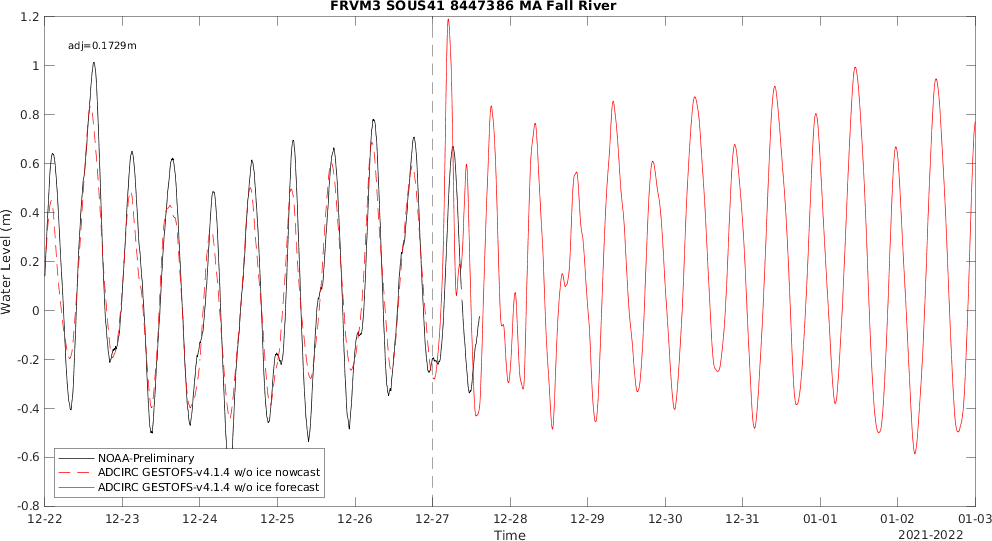 FRVM3 SOUS41 8447386 MA Fall River
adj=0.1729m
Water Level (m)
1.2
1
0.8
0.6
0.4
0.2
0
-0.2
-0.4
-0.6
-0.8
NOAA-Preliminary
ADCIRC GESTOFS-v4.1.4 w/o ice nowcast
ADCIRC GESTOFS-v4.1.4 w/o ice forecast
12-22 12-23 12-24 12-25 12-26 12-27 12-28 12-29 12-30 12-31 01-01 01-02 01-03
Time
2021-2022